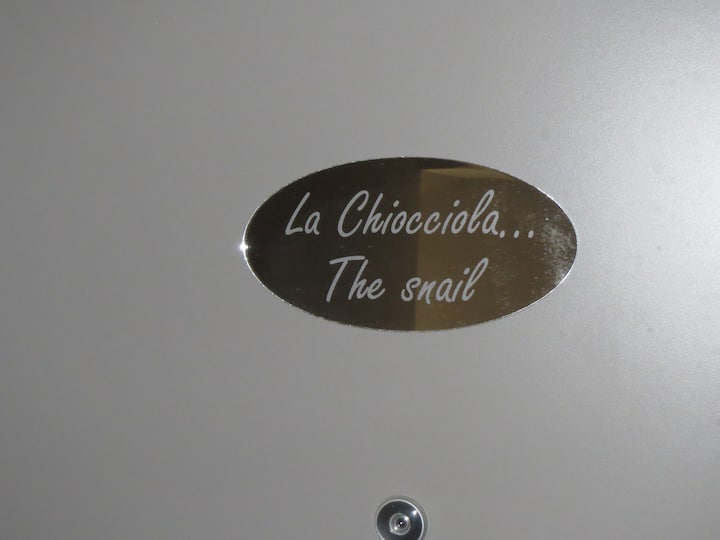 La Chiocciola...
The snail